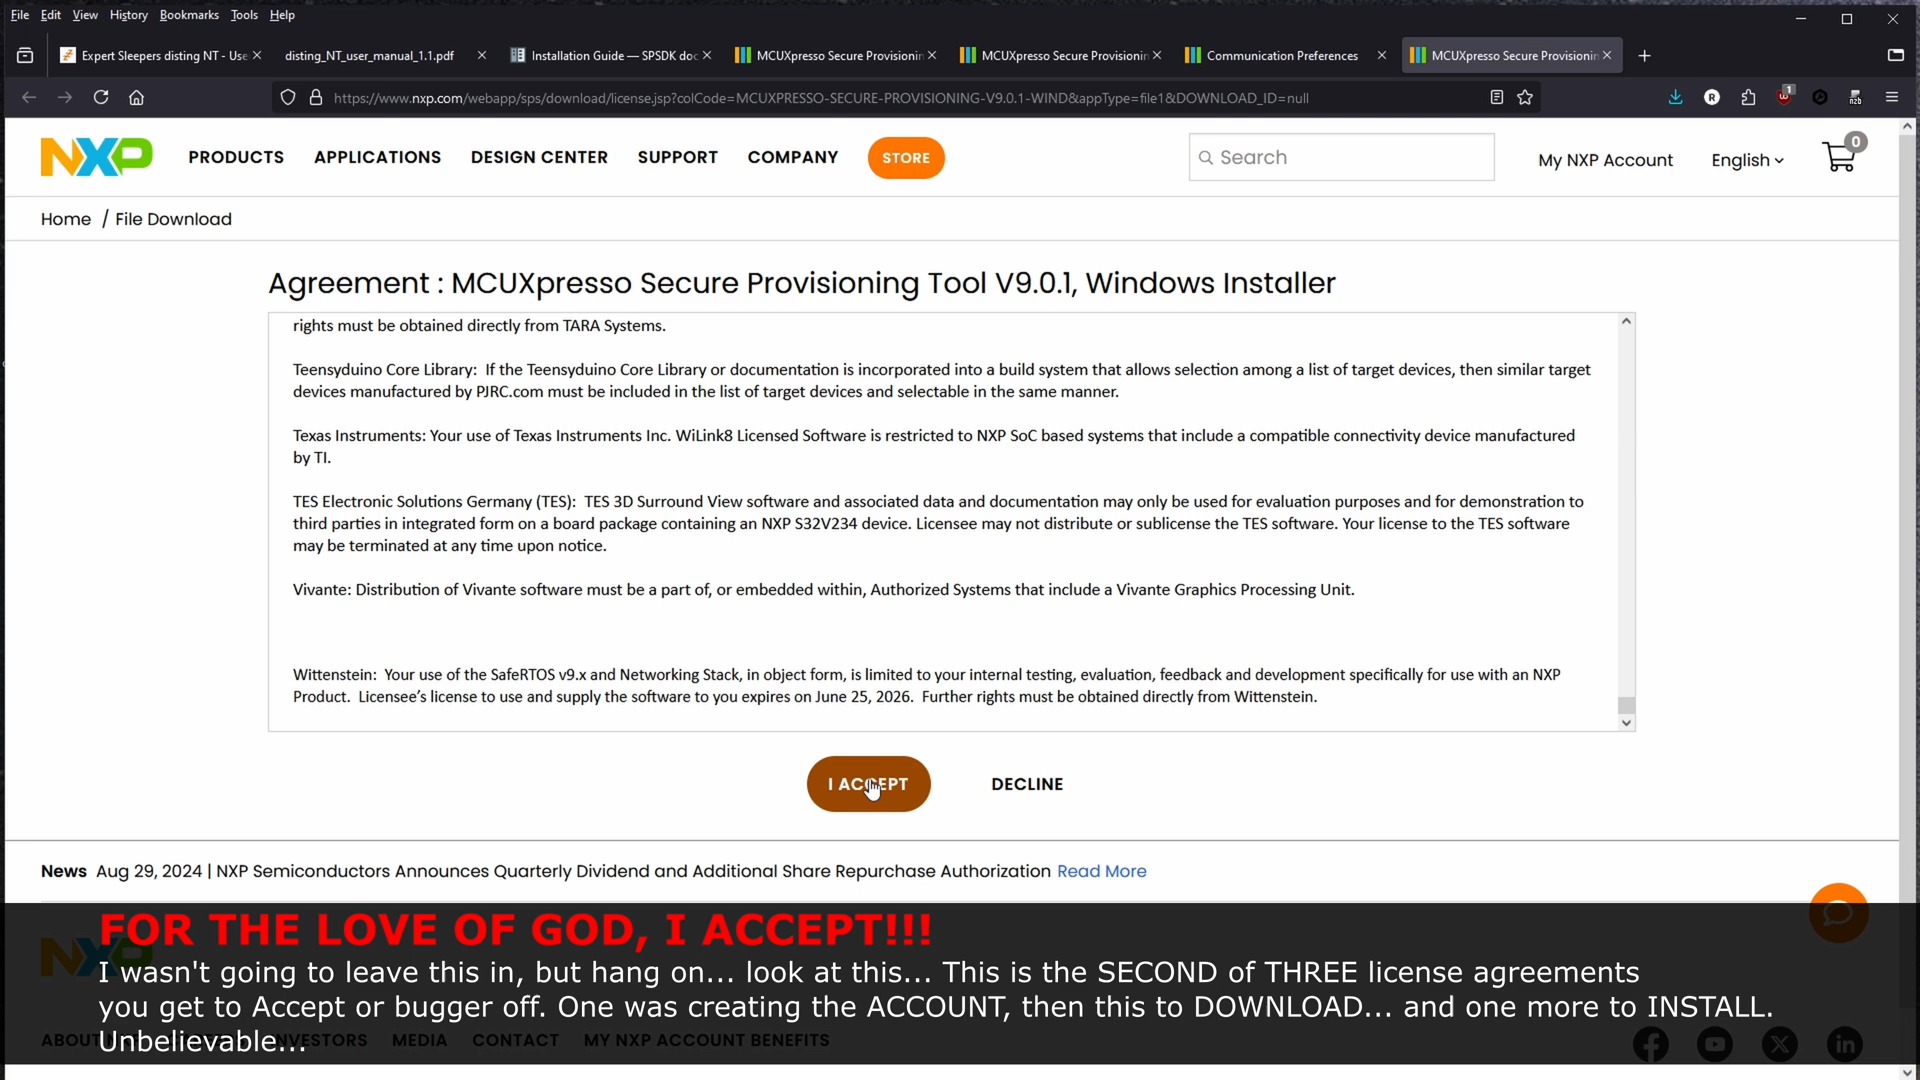 File Edit View History Bookmarks Tools Help
Expert Sleepers disting NT - Use
disting_NT_user_manual_1.1.pdf
Installation Guide — SPSDK doc
MCUXpresso Secure Provisionin
MCUXpresso Secure Provisionin
Communication Preferences
MCUXpresso Secure Provisionin
https://www.nxp.com/webapp/sps/download/license.jsp?colCode=MCUXPRESSO-SECURE-PROVISIONING-V9.0.1-WIND&appType=file1&DOWNLOAD_ID=null
R
1
n2b
NXP
PRODUCTS APPLICATIONS DESIGN CENTER SUPPORT COMPANY STORE
Search
My NXP Account
English
0
Home / File Download
Agreement : MCUXpresso Secure Provisioning Tool V9.0.1, Windows Installer
rights must be obtained directly from TARA Systems.
Teensyduino Core Library:  If the Teensyduino Core Library or documentation is incorporated into a build system that allows selection among a list of target devices, then similar target
devices manufactured by PJRC.com must be included in the list of target devices and selectable in the same manner.
Texas Instruments: Your use of Texas Instruments Inc. WiLink8 Licensed Software is restricted to NXP SoC based systems that include a compatible connectivity device manufactured
by TI.
TES Electronic Solutions Germany (TES):  TES 3D Surround View software and associated data and documentation may only be used for evaluation purposes and for demonstration to
third parties in integrated form on a board package containing an NXP S32V234 device. Licensee may not distribute or sublicense the TES software. Your license to the TES software
may be terminated at any time upon notice.
Vivante: Distribution of Vivante software must be a part of, or embedded within, Authorized Systems that include a Vivante Graphics Processing Unit.
Wittenstein:  Your use of the SafeRTOS v9.x and Networking Stack, in object form, is limited to your internal testing, evaluation, feedback and development specifically for use with an NXP
Product.  Licensee's license to use and supply the software to you expires on June 25, 2026.  Further rights must be obtained directly from Wittenstein.
I ACCEPT
DECLINE
News Aug 29, 2024 | NXP Semiconductors Announces Quarterly Dividend and Additional Share Repurchase Authorization Read More
FOR THE LOVE OF GOD, I ACCEPT!!!
NXP
I wasn't going to leave this in, but hang on... look at this... This is the SECOND of THREE license agreements
you get to Accept or bugger off. One was creating the ACCOUNT, then this to DOWNLOAD... and one more to INSTALL.
Unbelievable...
MEDIA CONTACT MY NXP ACCOUNT BENEFITS